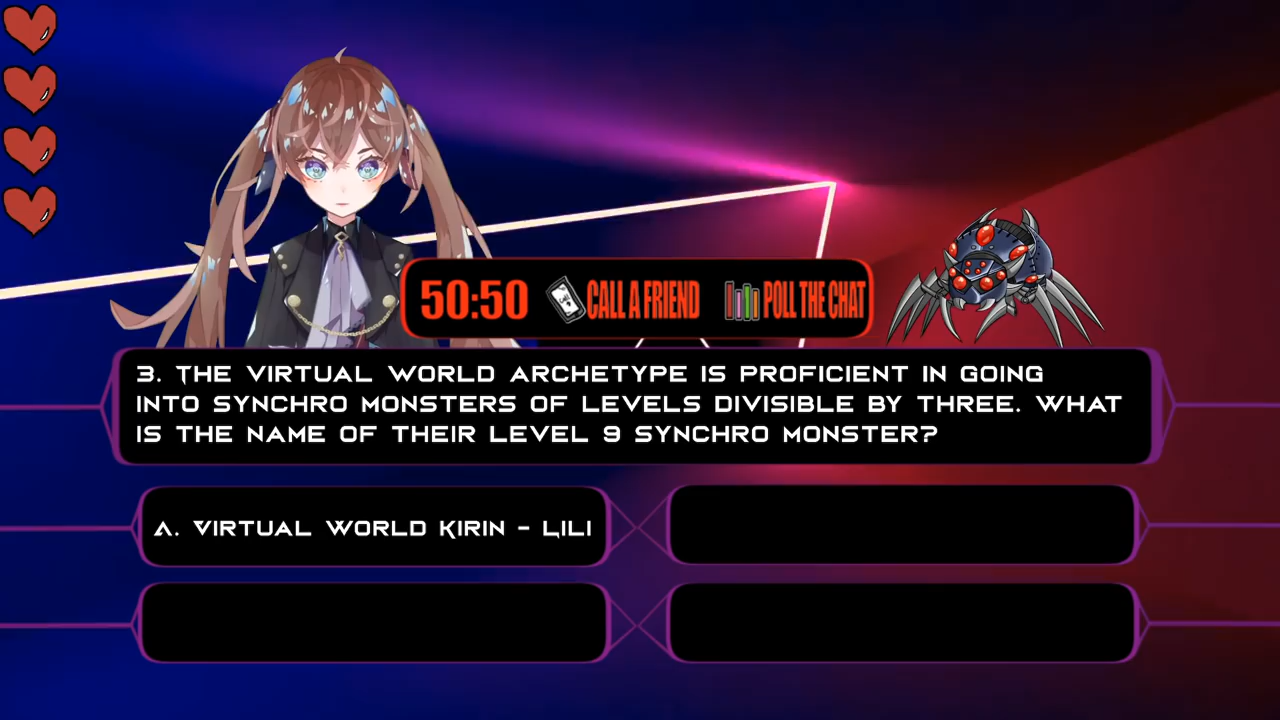 50:50 CALL A FRIEND POLL THE CHAT
3. THE VIRTUAL WORLD ARCHETYPE IS PROFICIENT IN GOING
INTO SYNCHRO MONSTERS OF LEVELS DIVISIBLE BY THREE. WHAT
IS THE NAME OF THEIR LEVEL 9 SYNCHRO MONSTER?
A. VIRTUAL WORLD KIRIN - LILI